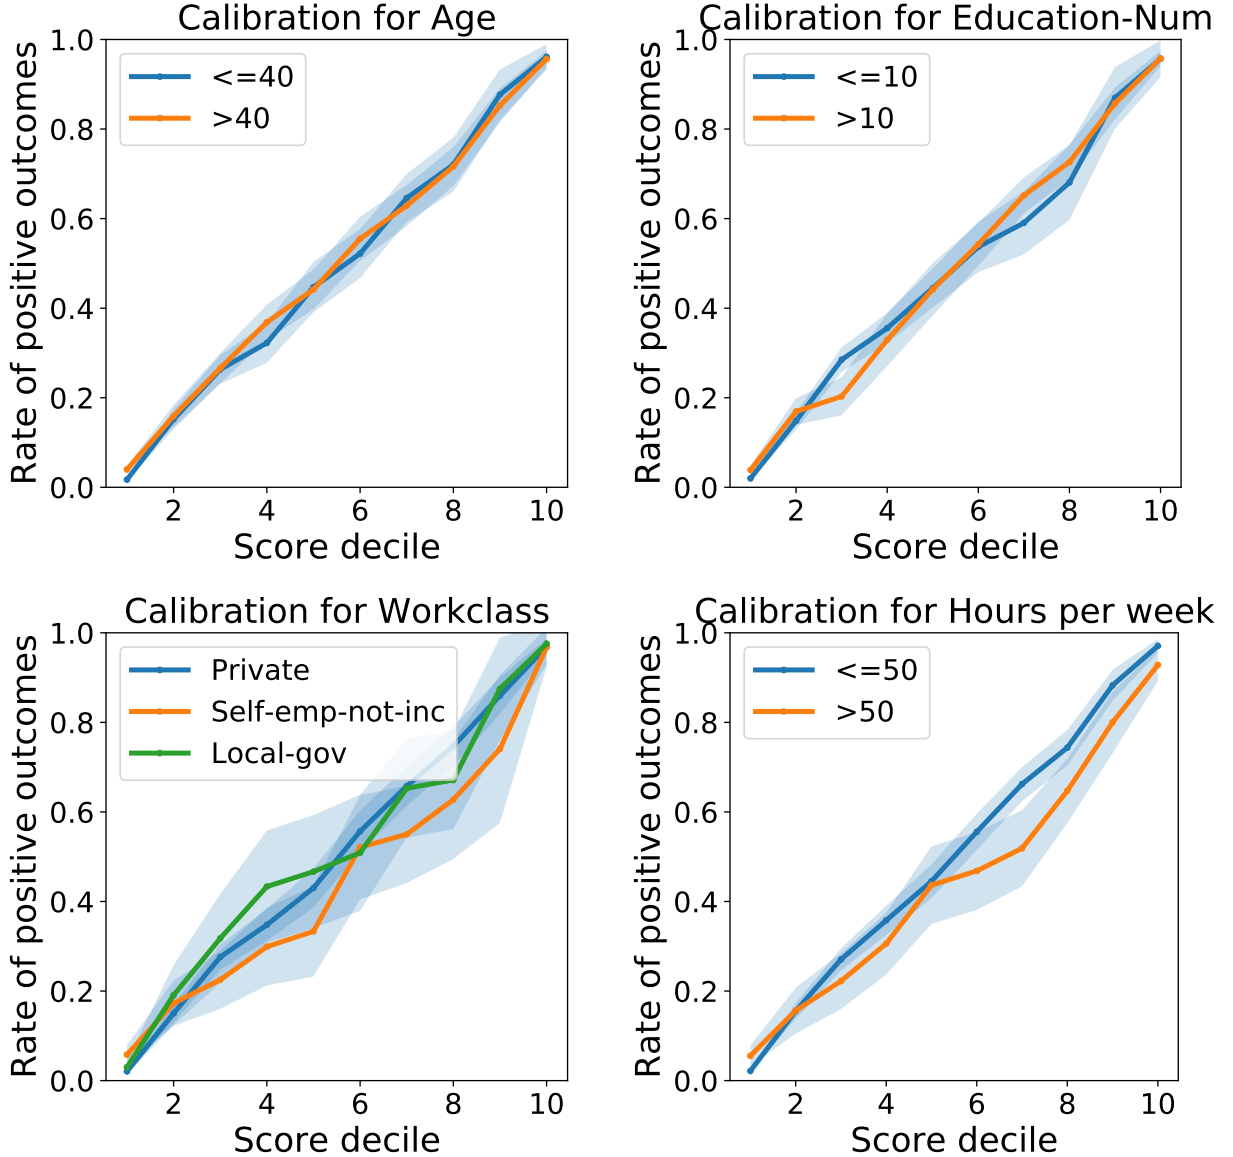 Calibration for Age
1.0
0.8
0.6
0.4
0.2
0.0
Rate of positive outcomes
<=40
>40
2 4 6 8 10
Score decile
Calibration for Education-Num
1.0
0.8
0.6
0.4
0.2
0.0
Rate of positive outcomes
<=10
>10
2 4 6 8 10
Score decile
Calibration for Workclass
1.0
0.8
0.6
0.4
0.2
0.0
Rate of positive outcomes
Private
Self-emp-not-inc
Local-gov
2 4 6 8 10
Score decile
Calibration for Hours per week
1.0
0.8
0.6
0.4
0.2
0.0
Rate of positive outcomes
<=50
>50
2 4 6 8 10
Score decile